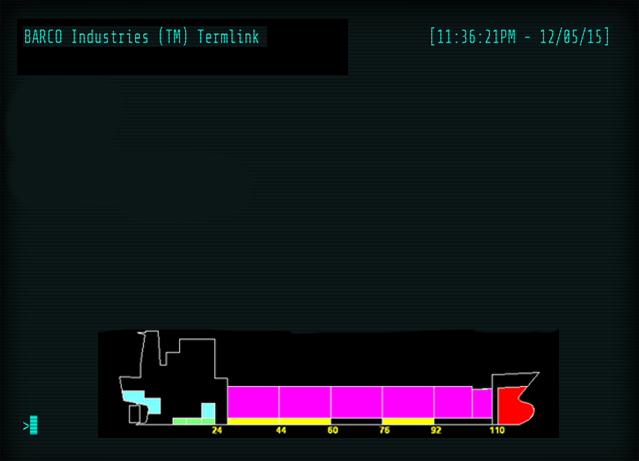 BARCO Industries (TM) Termlink
[11:36:21PM - 12/05/15]
24 44 60 76 92 110
>